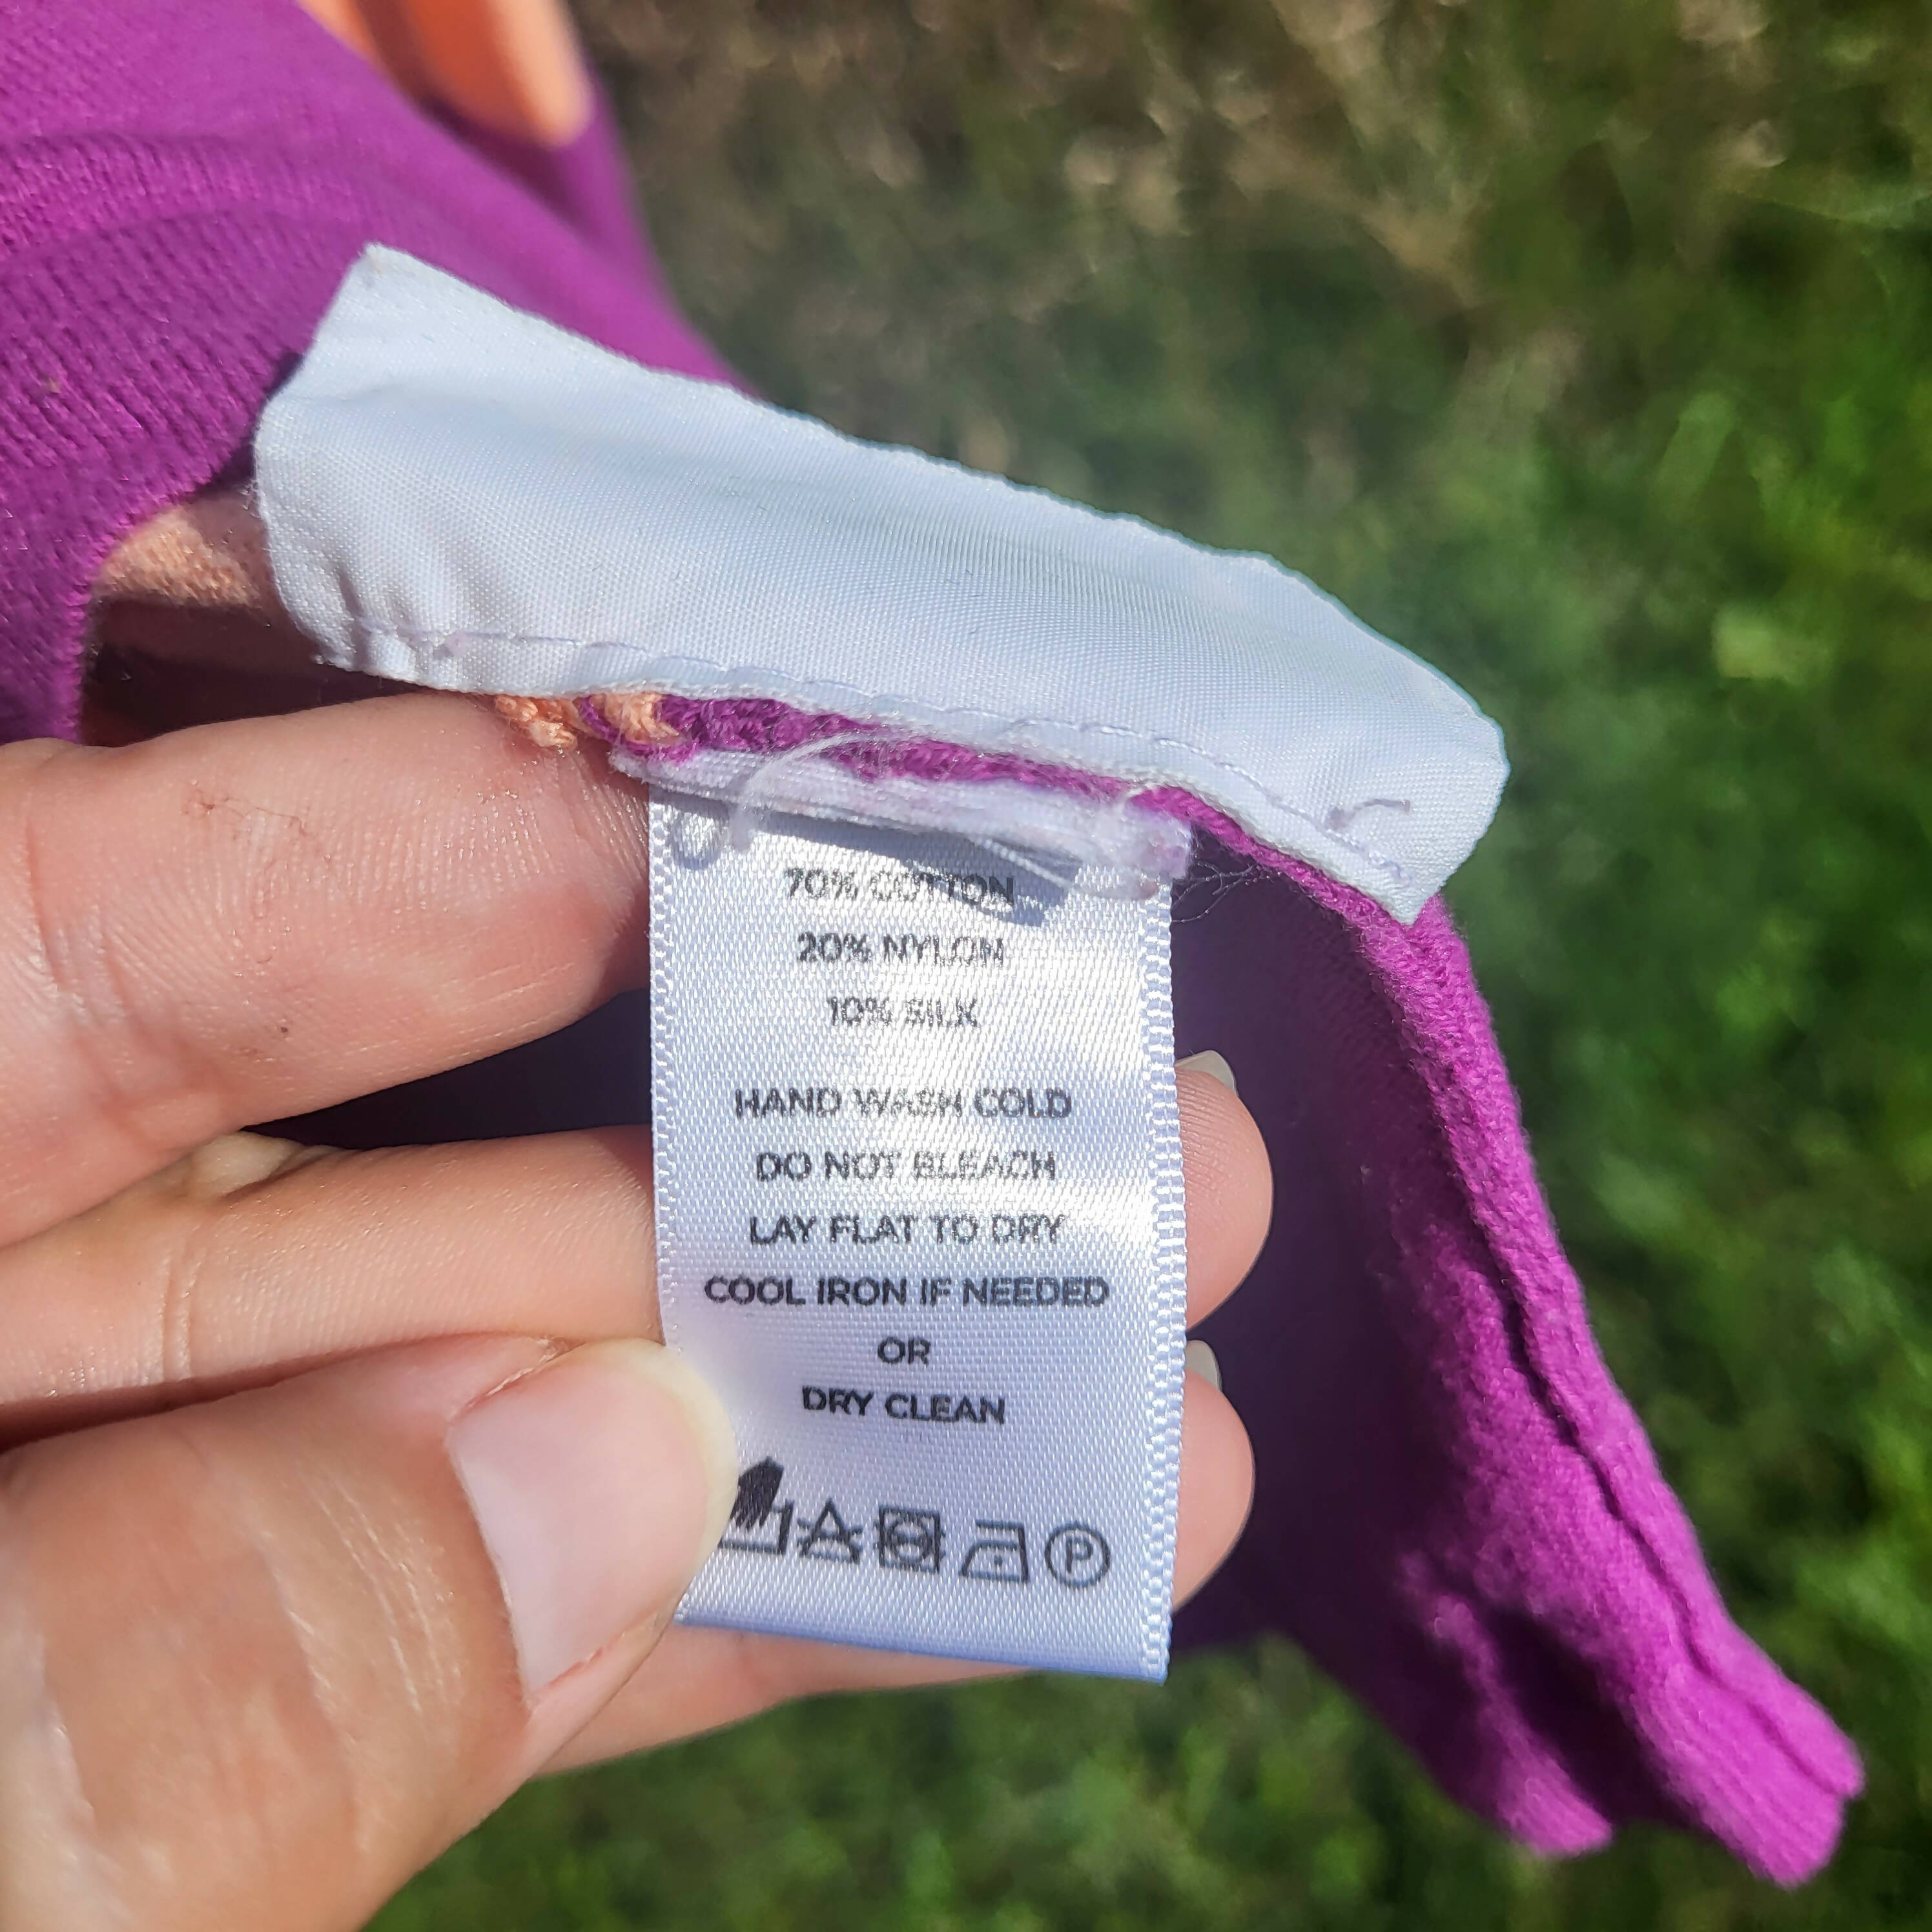 70% COTTON
20% NYLON
10% SILK
HAND WASH COLD
DO NOT BLEACH
LAY FLAT TO DRY
COOL IRON IF NEEDED
OR
DRY CLEAN
P